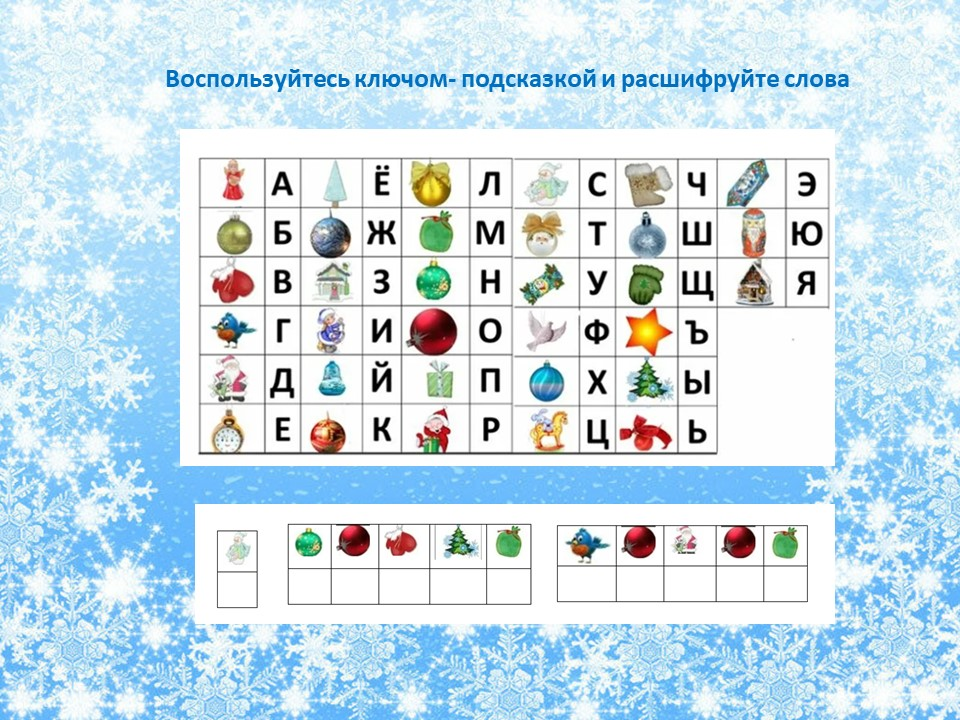 Воспользуйтесь ключом- подсказкой и расшифруйте слова
А Ё Л С Ч Э
Б Ж М Т Ш Ю
В З Н У Щ Я
Г И О Ф Ъ
Д Й П Х Ы
Е К Р Ц Ь